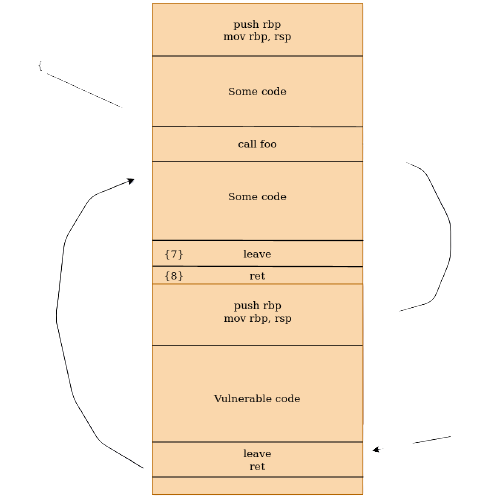 push rbp
mov rbp, rsp
{
Some code
call foo
Some code
{7} leave
{8} ret
push rbp
mov rbp, rsp
Vulnerable code
leave
ret